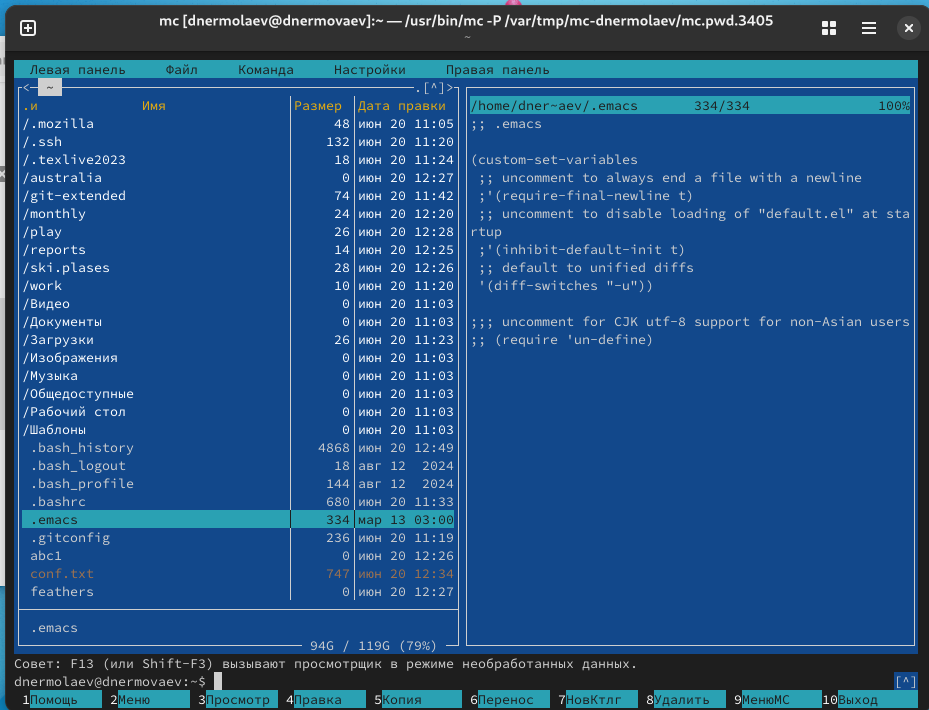 mc [dnermolaev@dnermovaev]:~ — /usr/bin/mc -P /var/tmp/mc-dnermolaev/mc.pwd.3405
~
Левая панель Файл Команда Настройки Правая панель
<— ~ .[^]>
.и Имя Размер Дата правки
/.mozilla 48 июн 20 11:05
/.ssh 132 июн 20 11:20
/.texlive2023 18 июн 20 11:24
/australia 0 июн 20 12:27
/git-extended 74 июн 20 11:42
/monthly 24 июн 20 12:20
/play 26 июн 20 12:28
/reports 14 июн 20 12:25
/ski.plases 28 июн 20 12:26
/work 10 июн 20 11:20
/Видео 0 июн 20 11:03
/Документы 0 июн 20 11:03
/Загрузки 26 июн 20 11:23
/Изображения 0 июн 20 11:03
/Музыка 0 июн 20 11:03
/Общедоступные 0 июн 20 11:03
/Рабочий стол 0 июн 20 11:03
/Шаблоны 0 июн 20 11:03
.bash_history 4868 июн 20 12:49
.bash_logout 18 авг 12 2024
.bash_profile 144 авг 12 2024
.bashrc 680 июн 20 11:33
.emacs 334 мар 13 03:00
.gitconfig 236 июн 20 11:19
abc1 0 июн 20 12:26
conf.txt 747 июн 20 12:34
feathers 0 июн 20 12:27
.emacs
94G / 119G (79%)
/home/dner~aev/.emacs 334/334 100%
;; .emacs
(custom-set-variables
;; uncomment to always end a file with a newline
;'(require-final-newline t)
;; uncomment to disable loading of "default.el" at sta
rtup
;'(inhibit-default-init t)
;; default to unified diffs
'(diff-switches "-u"))
;;; uncomment for CJK utf-8 support for non-Asian users
;; (require 'un-define)
Совет: F13 (или Shift-F3) вызывают просмотрщик в режиме необработанных данных.
dnermolaev@dnermovaev:~$ [^]
1Помощь 2Меню 3Просмотр 4Правка 5Копия 6Перенос 7НовКтлг 8Удалить 9МенюМС 10Выход